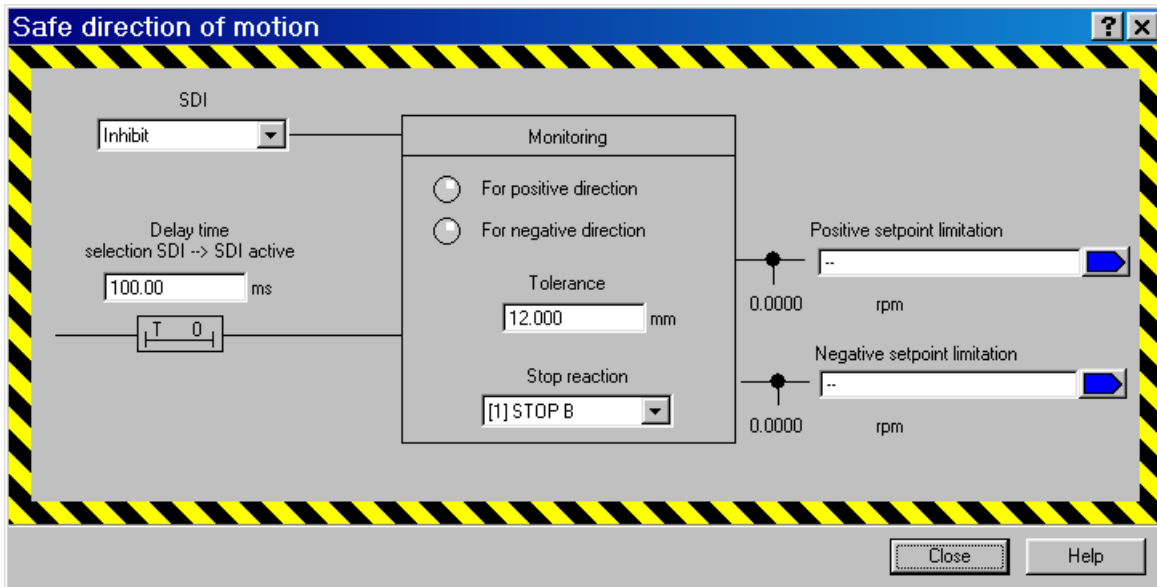 Safe direction of motion
SDI
Inhibit
Monitoring
For positive direction
For negative direction
Delay time
selection SDI --> SDI active
100.00 ms
T 0
Tolerance
12.000 mm
Stop reaction
[1] STOP B
Positive setpoint limitation
--
0.0000 rpm
Negative setpoint limitation
--
0.0000 rpm
Close Help